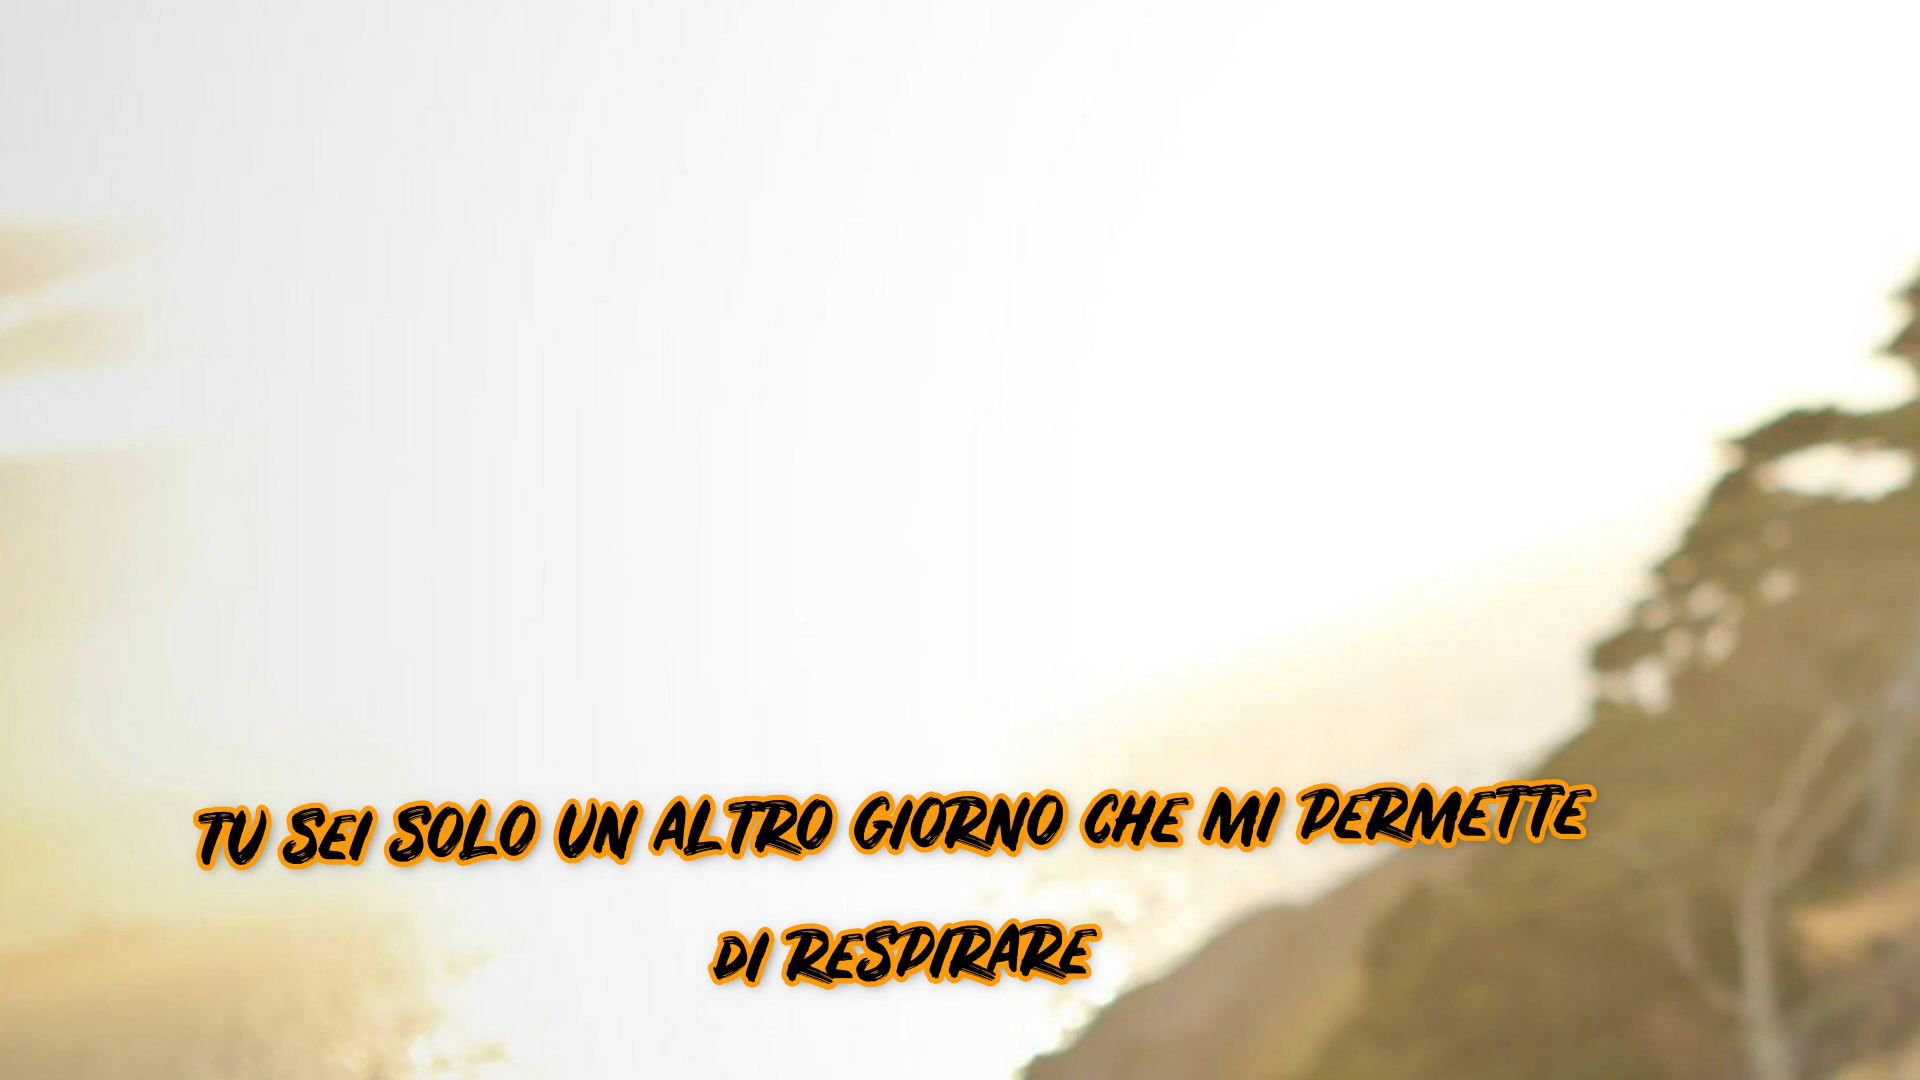 TU SEI SOLO UN ALTRO GIORNO CHE MI PERMETTE
DI RESPIRARE